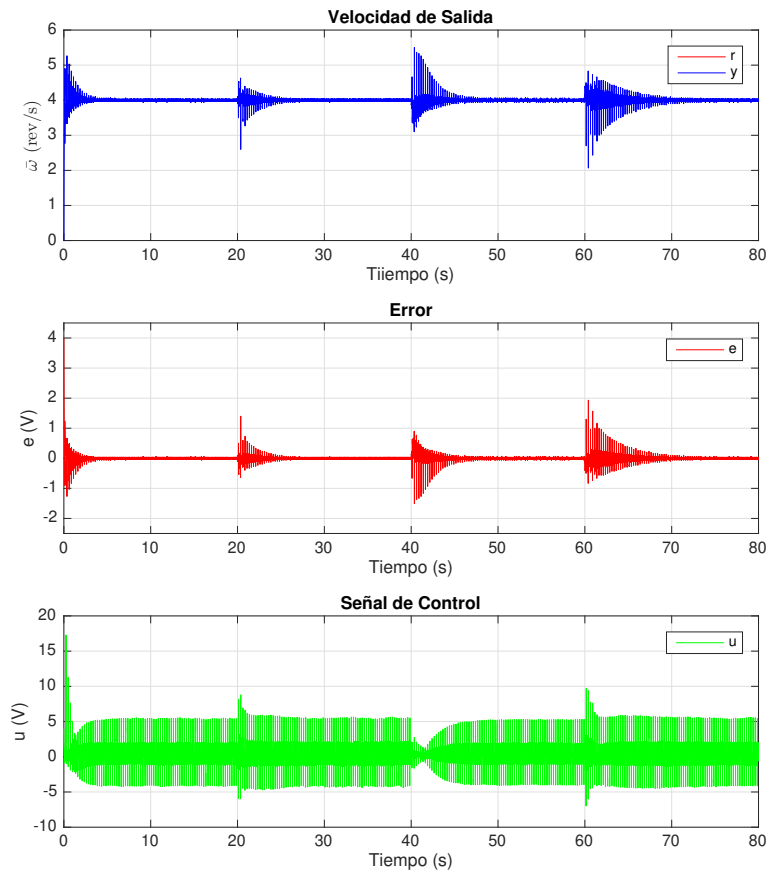 Velocidad de Salida
6
5
4
3
2
1
0
ω̄ (rev/s)
r
y
0 10 20 30 40 50 60 70 80
Tiiempo (s)
Error
4
3
2
1
0
-1
-2
e (V)
e
0 10 20 30 40 50 60 70 80
Tiempo (s)
Señal de Control
20
15
10
5
0
-5
-10
u (V)
u
0 10 20 30 40 50 60 70 80
Tiempo (s)